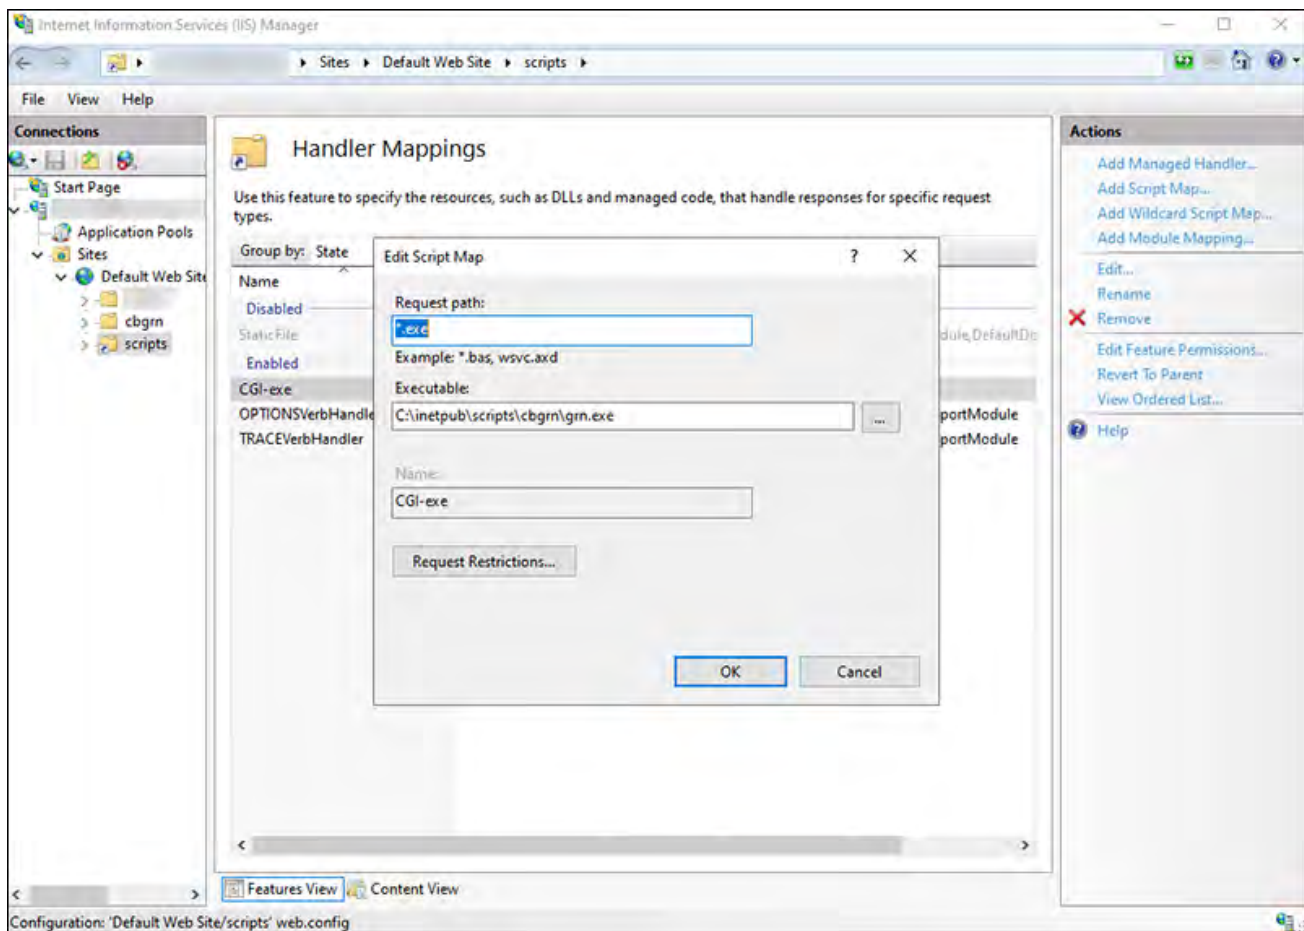 Internet Information Services (IIS) Manager
Sites Default Web Site scripts
File View Help
Connections
Start Page
Application Pools
Sites
Default Web Site
cbgrn
scripts
Handler Mappings
Use this feature to specify the resources, such as DLLs and managed code, that handle responses for specific request
types.
Group by: State
Name
Disabled
StaticFile
dule,DefaultDo
Enabled
CGI-exe
OPTIONSVerbHandle
portModule
TRACEVerbHandler
portModule
Edit Script Map
?
Request path:
*.exe
Example: *.bas, wsvc.axd
Executable:
C:\inetpub\scripts\cbgrn\grn.exe
...
Name:
CGI-exe
Request Restrictions...
OK
Cancel
Features View
Content View
Actions
Add Managed Handler...
Add Script Map...
Add Wildcard Script Map...
Add Module Mapping...
Edit...
Rename
Remove
Edit Feature Permissions...
Revert To Parent
View Ordered List...
Help
Configuration: 'Default Web Site/scripts' web.config